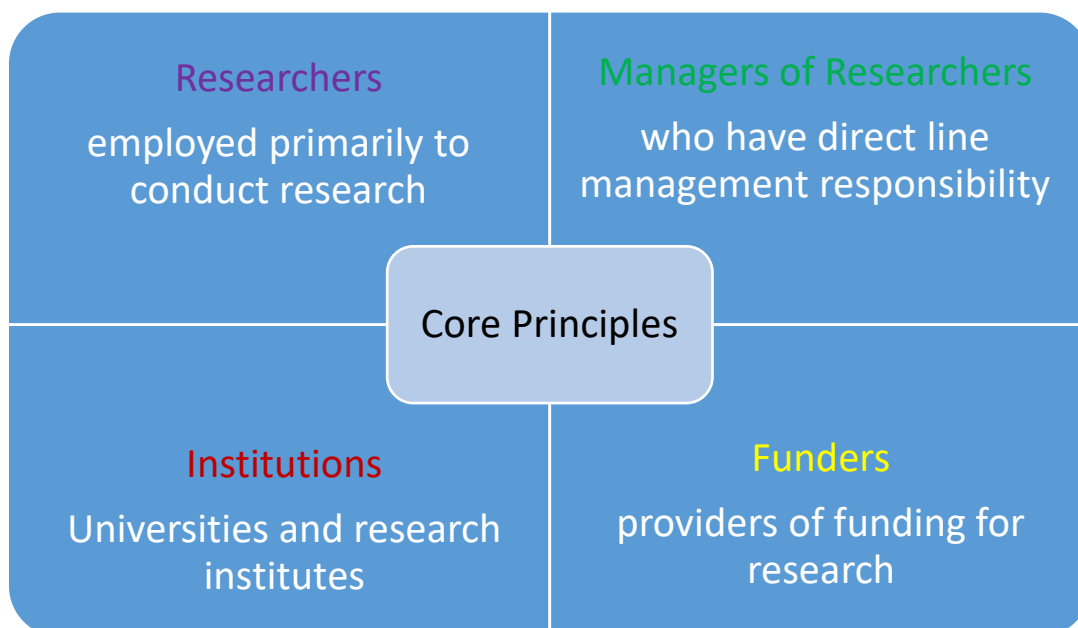 Researchers
employed primarily to
conduct research
Managers of Researchers
who have direct line
management responsibility
Core Principles
Institutions
Universities and research
institutes
Funders
providers of funding for
research